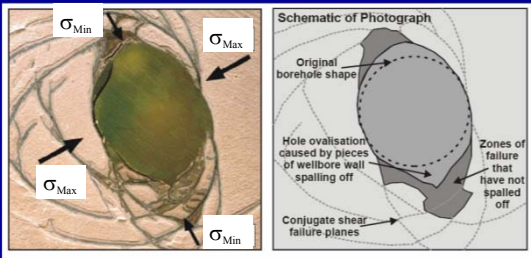 σMin
σMax
σMax
σMin
Schematic of Photograph
Original
borehole shape
Hole ovalisation
caused by pieces
of wellbore wall
spalling off
Zones of
failure
that
have not
spalled
off
Conjugate shear
failure planes